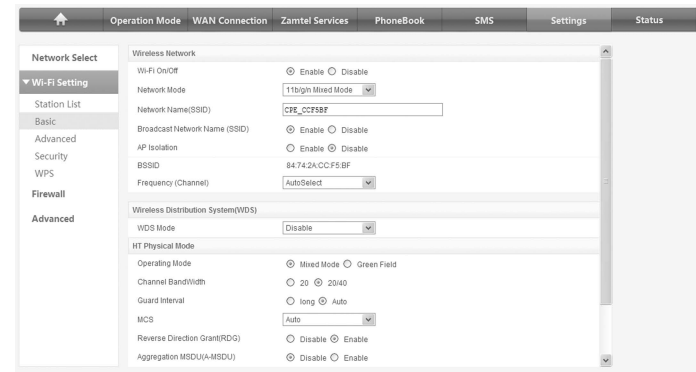 Operation Mode WAN Connection Zamtel Services PhoneBook SMS Settings Status
Network Select
Wi-Fi Setting
Station List
Basic
Advanced
Security
WPS
Firewall
Advanced
Wireless Network
Wi-Fi On/Off Enable Disable
Network Mode 11b/g/n Mixed Mode
Network Name(SSID) CPE_CCF5BF
Broadcast Network Name (SSID) Enable Disable
AP Isolation Enable Disable
BSSID 84:74:2A:CC:F5:BF
Frequency (Channel) AutoSelect
Wireless Distribution System(WDS)
WDS Mode Disable
HT Physical Mode
Operating Mode Mixed Mode Green Field
Channel BandWidth 20 20/40
Guard Interval long Auto
MCS Auto
Reverse Direction Grant(RDG) Disable Enable
Aggregation MSDU(A-MSDU) Disable Enable